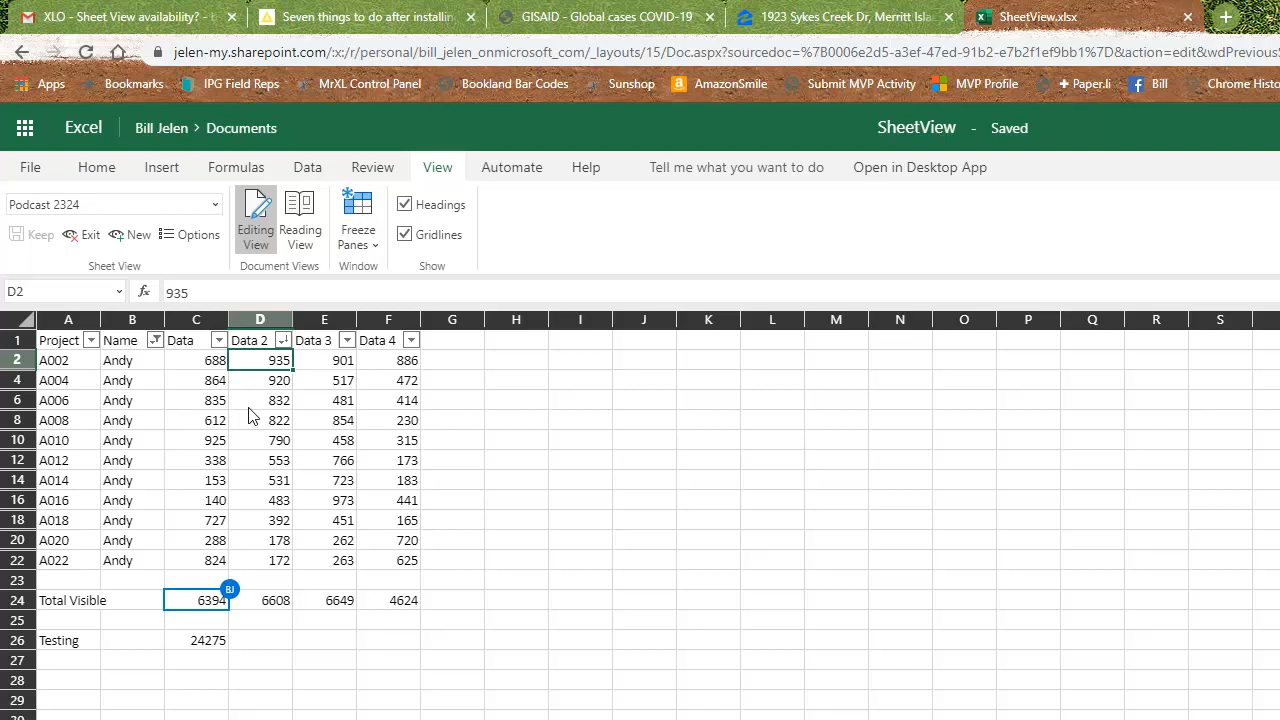 XLO - Sheet View availability? - b
Seven things to do after installin
GISAID - Global cases COVID-19
1923 Sykes Creek Dr, Merritt Islan
SheetView.xlsx
jelen-my.sharepoint.com/:x:/r/personal/bill_jelen_onmicrosoft_com/_layouts/15/Doc.aspx?sourcedoc=%7B0006e2d5-a3ef-47ed-91b2-e7b2f1ef9bb1%7D&action=edit&wdPrevious
Apps Bookmarks IPG Field Reps MrXL Control Panel Bookland Bar Codes Sunshop AmazonSmile Submit MVP Activity MVP Profile + Paper.li Bill Chrome Histo
Excel Bill Jelen > Documents SheetView - Saved
File Home Insert Formulas Data Review View Automate Help Tell me what you want to do Open in Desktop App
Podcast 2324
Keep Exit New Options
Sheet View
Editing View
Reading View
Document Views
Freeze Panes
Window
Headings
Gridlines
Show
D2 fx 935
A B C D E F G H I J K L M N O P Q R S
1 Project Name Data Data 2 Data 3 Data 4
2 A002 Andy 688 935 901 886
4 A004 Andy 864 920 517 472
6 A006 Andy 835 832 481 414
8 A008 Andy 612 822 854 230
10 A010 Andy 925 790 458 315
12 A012 Andy 338 553 766 173
14 A014 Andy 153 531 723 183
16 A016 Andy 140 483 973 441
18 A018 Andy 727 392 451 165
20 A020 Andy 288 178 262 720
22 A022 Andy 824 172 263 625
23
BJ
24 Total Visible 6394 6608 6649 4624
25
26 Testing 24275
27
28
29